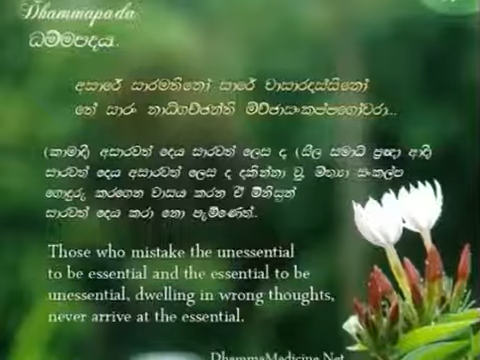 Dhammapada
ධම්මපදය..
අසාරේ සාරමතිනෝ සාරේ චාසාරදස්සිනෝ
තේ සාරං නාධිගච්ඡන්ති මිච්ඡාසංකප්පගෝචරා...
(කාමාදී) අසාරවත් දෙය සාරවත් ලෙස ද, (සීල සමාධි ප්‍රඥා ආදී)
සාරවත් දෙය අසාරවත් ලෙස ද දකින්නා වූ, මිත්‍යා සංකල්ප
ගොදුරු කරගෙන වාසය කරන ඒ මිනිසුන්
සාරවත් දෙය කරා නො පැමිණෙත්.
Those who mistake the unessential
to be essential and the essential to be
unessential, dwelling in wrong thoughts,
never arrive at the essential.
DhammaMedicine.Net